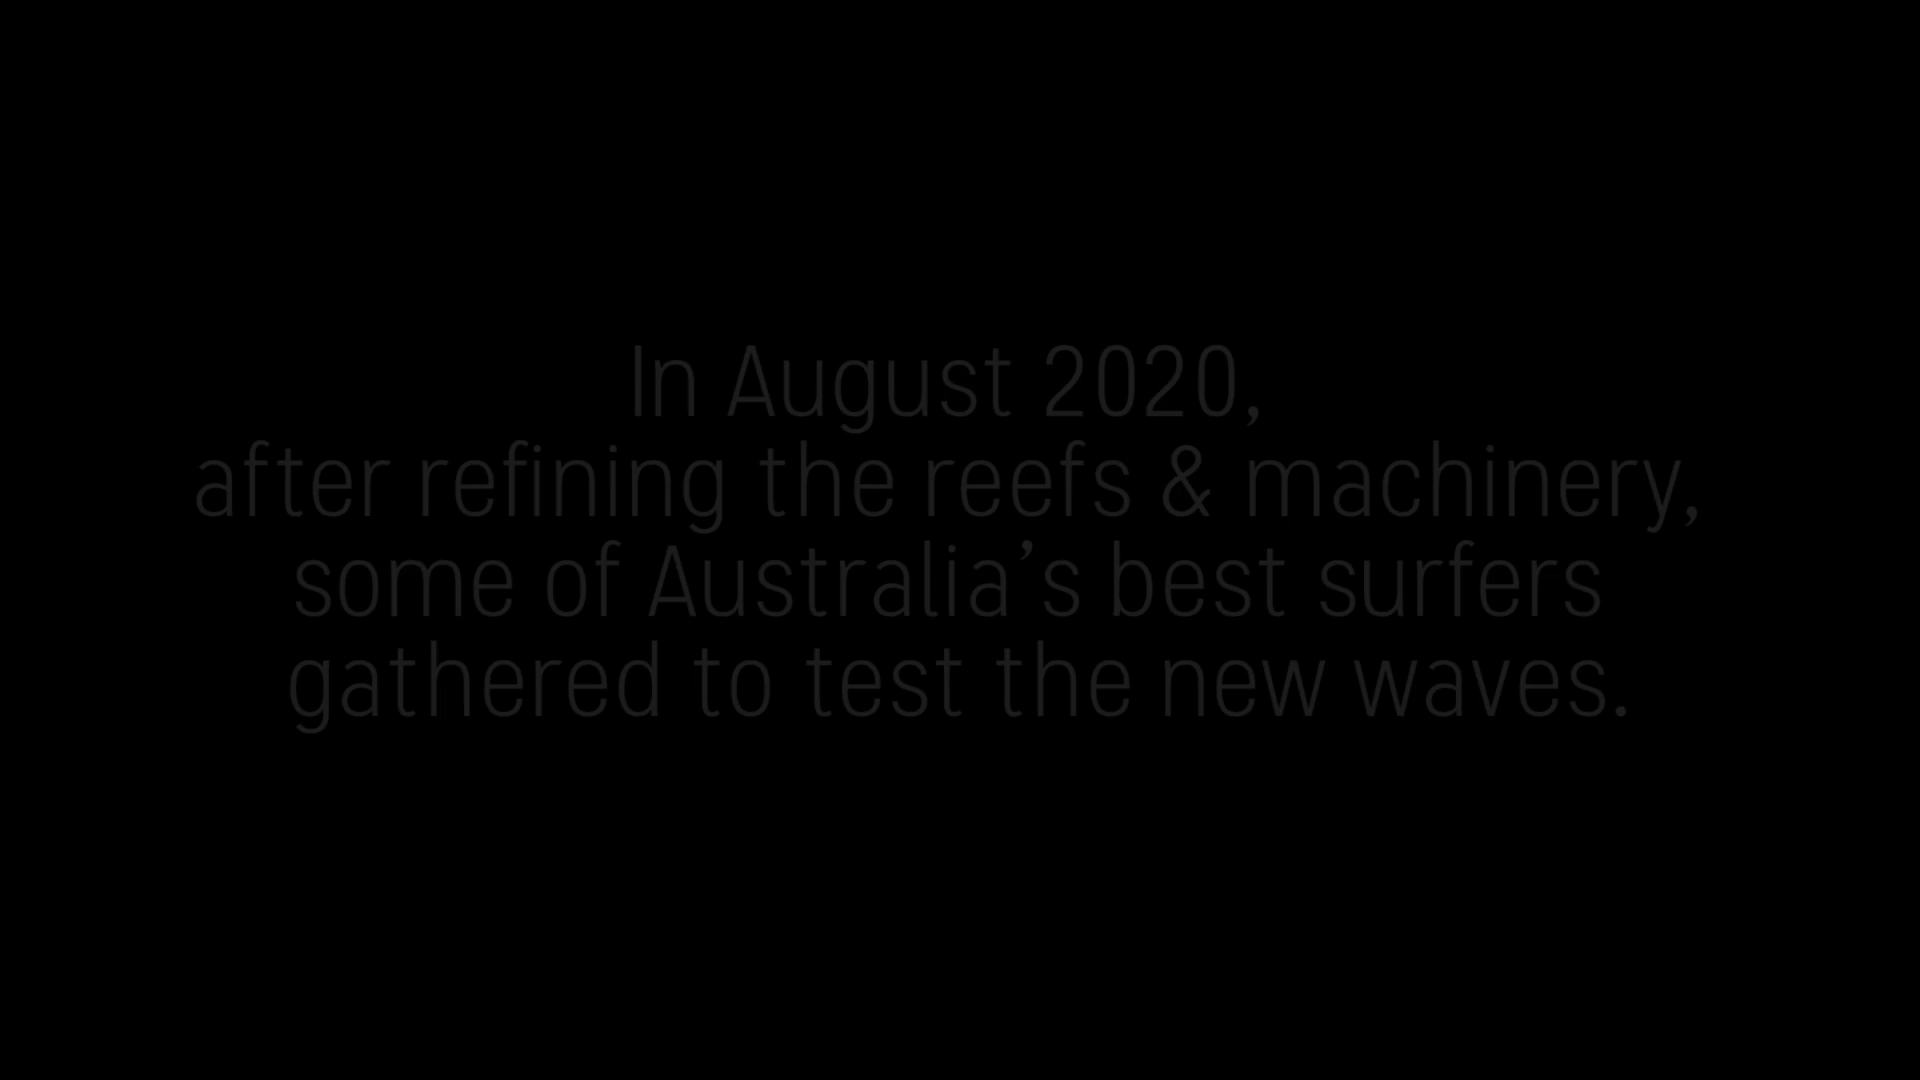 In August 2020,
after refining the reefs & machinery,
some of Australia’s best surfers
gathered to test the new waves.